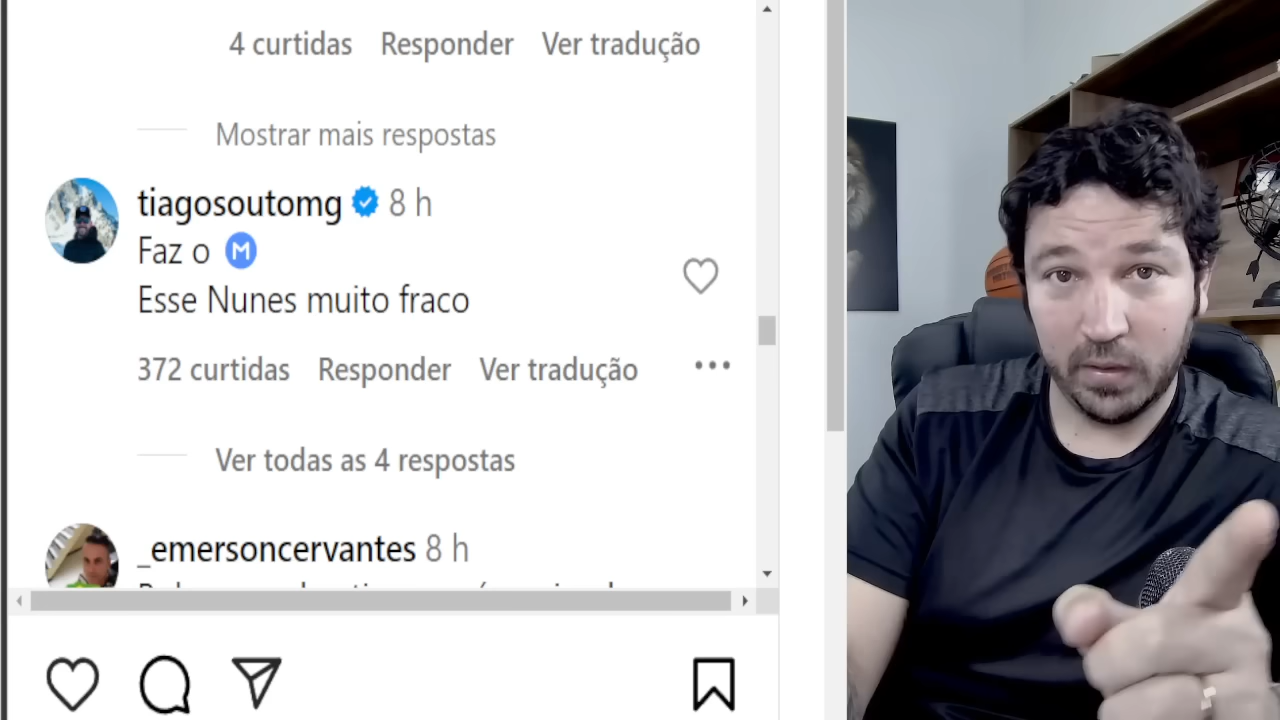 4 curtidas Responder Ver tradução
Mostrar mais respostas
tiagosoutomg 8 h
Faz o Ⓜ️
Esse Nunes muito fraco
372 curtidas Responder Ver tradução
Ver todas as 4 respostas
_emersoncervantes 8 h